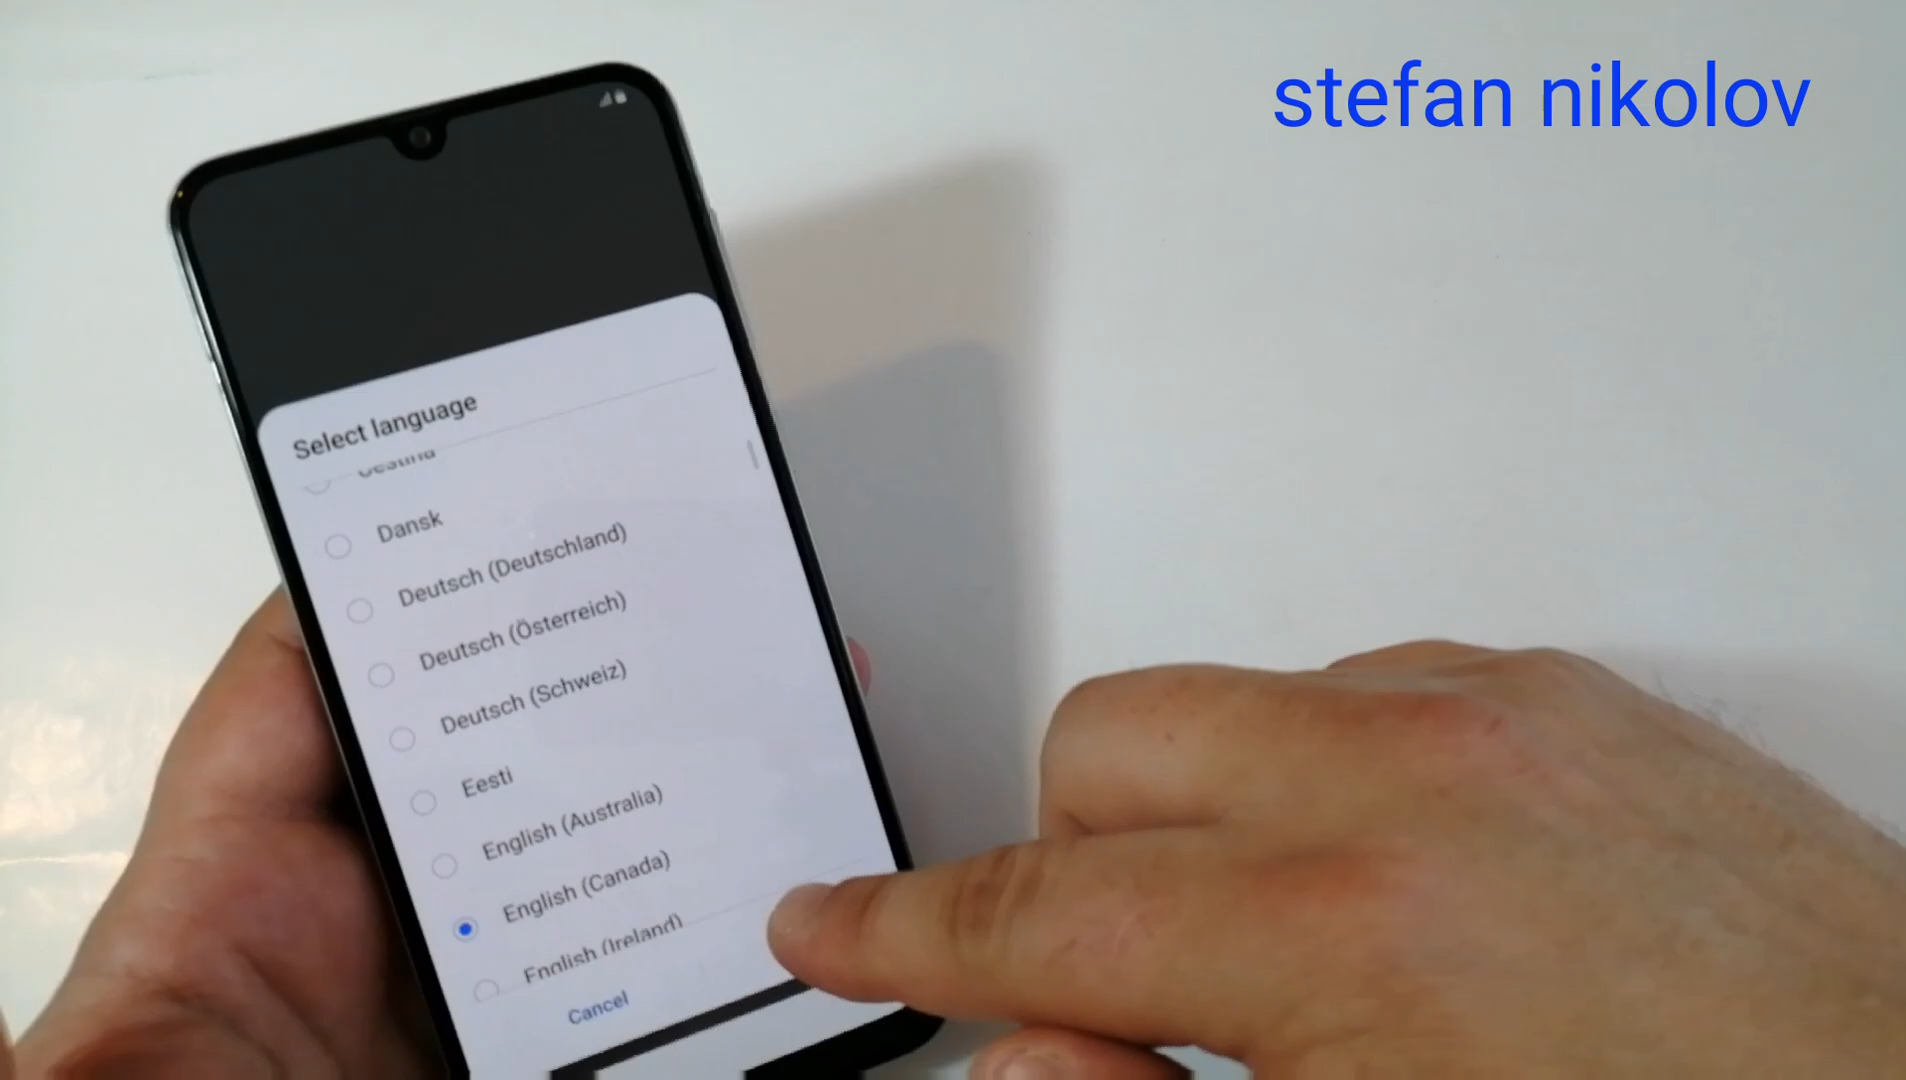 stefan nikolov
Select language
Čeština
Dansk
Deutsch (Deutschland)
Deutsch (Österreich)
Deutsch (Schweiz)
Eesti
English (Australia)
English (Canada)
English (Ireland)
Cancel